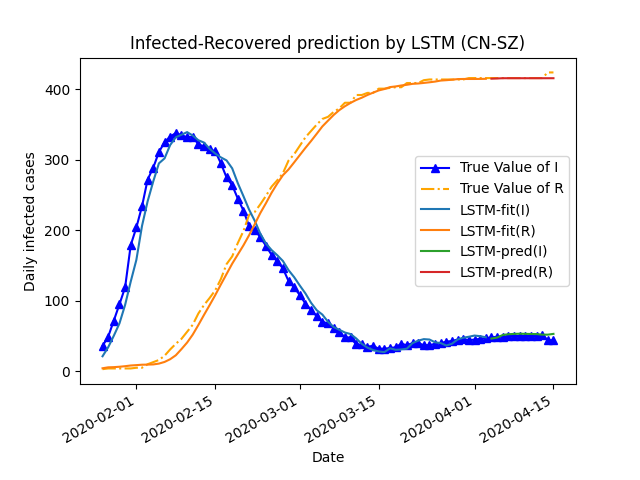 Infected-Recovered prediction by LSTM (CN-SZ)
Daily infected cases
400
300
200
100
0
True Value of I
True Value of R
LSTM-fit(I)
LSTM-fit(R)
LSTM-pred(I)
LSTM-pred(R)
2020-02-01
2020-02-15
2020-03-01
2020-03-15
2020-04-01
2020-04-15
Date